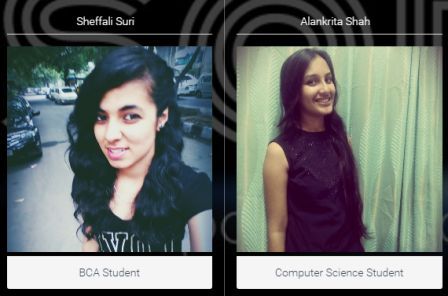 Sheffali Suri
Alankrita Shah
BCA Student
Computer Science Student